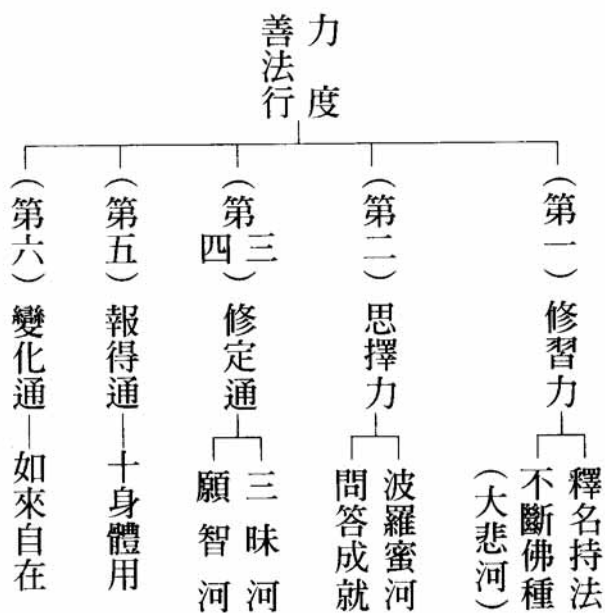 力度
善法行
（第一）修習力
釋名持法
不斷佛種
（大悲河）
（第二）思擇力
波羅蜜河
問答成就
（第三四）修定通
三昧河
願智河
（第五）報得通—十身體用
（第六）變化通—如來自在